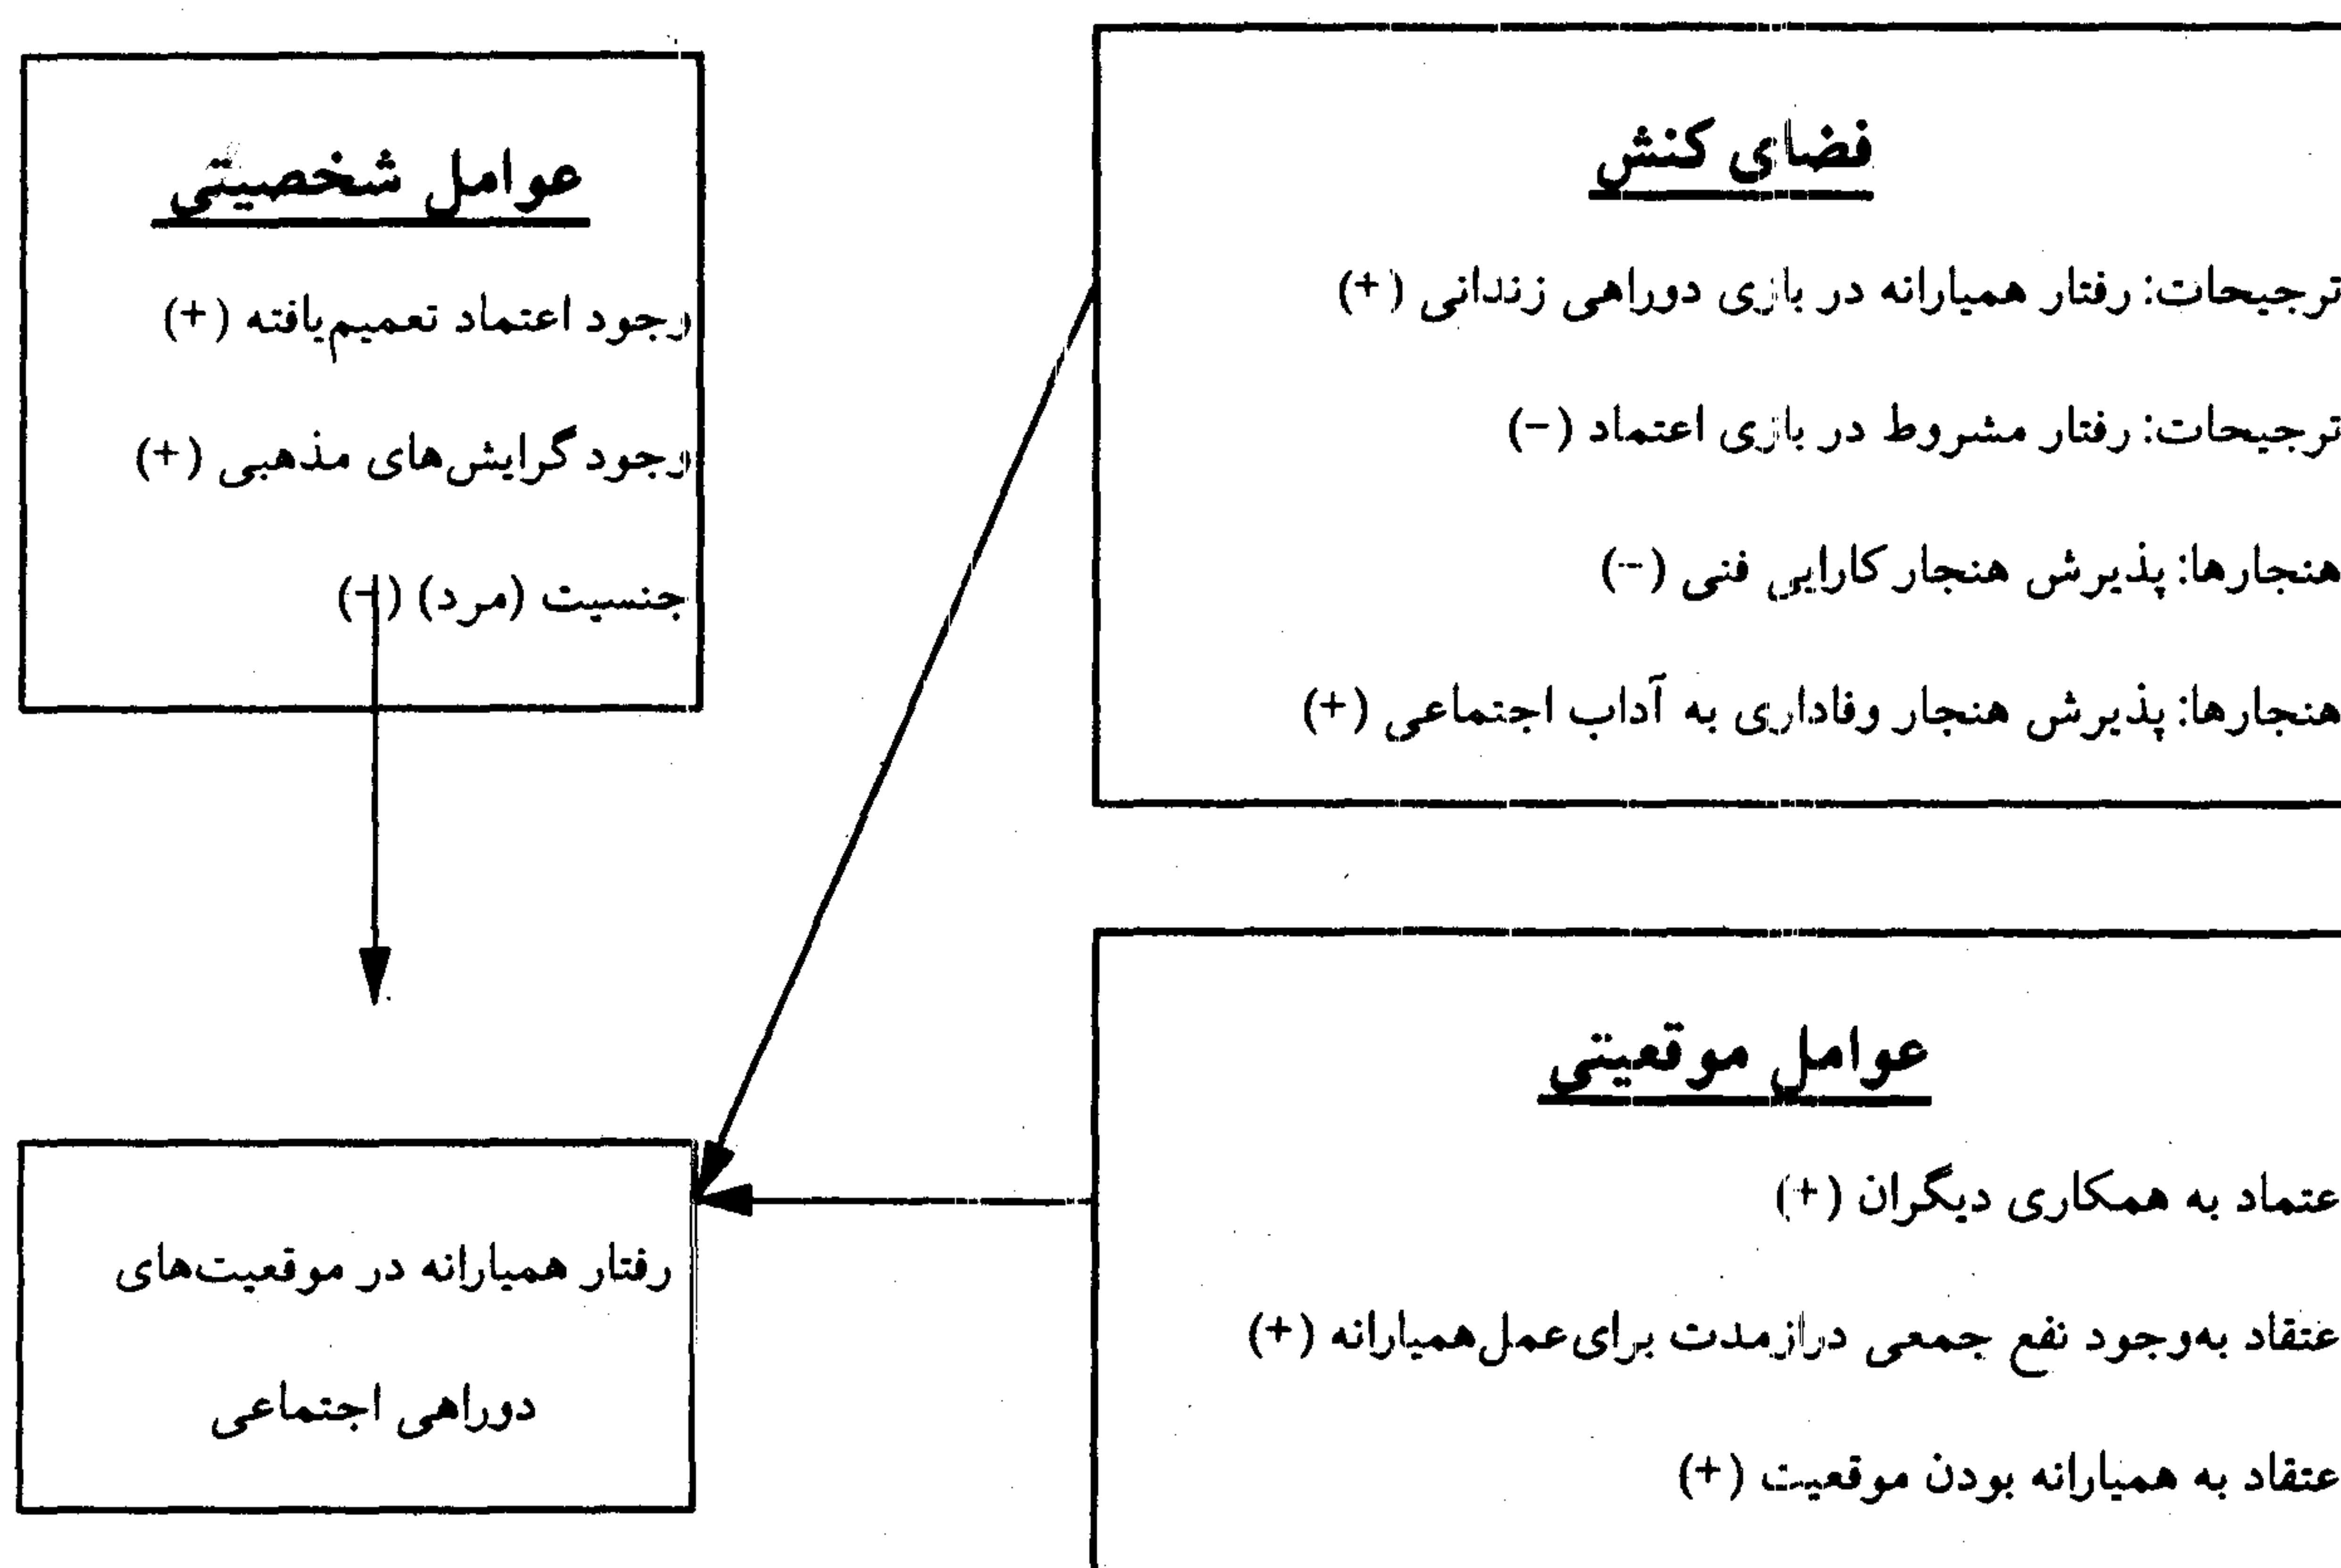 فضای کنش
ترجیحات: رفتار همیارانه در بازی دوراهی زندانی (+)
ترجیحات: رفتار مشروط در بازی اعتماد (-)
هنجارها: پذیرش هنجار کارایی فنی (-)
هنجارها: پذیرش هنجار وفاداری به آداب اجتماعی (+)
عوامل شخصیتی
وجود اعتماد تعمیم‌یافته (+)
وجود گرایش‌های مذهبی (+)
جنسیت (مرد) (-)
عوامل موقعیتی
عتماد به همکاری دیگران (+)
عتقاد به‌وجود نفع جمعی درازمدت برای عمل همیارانه (+)
عتقاد به همیارانه بودن موقعیت (+)
رفتار همیارانه در موقعیت‌های
دوراهی اجتماعی